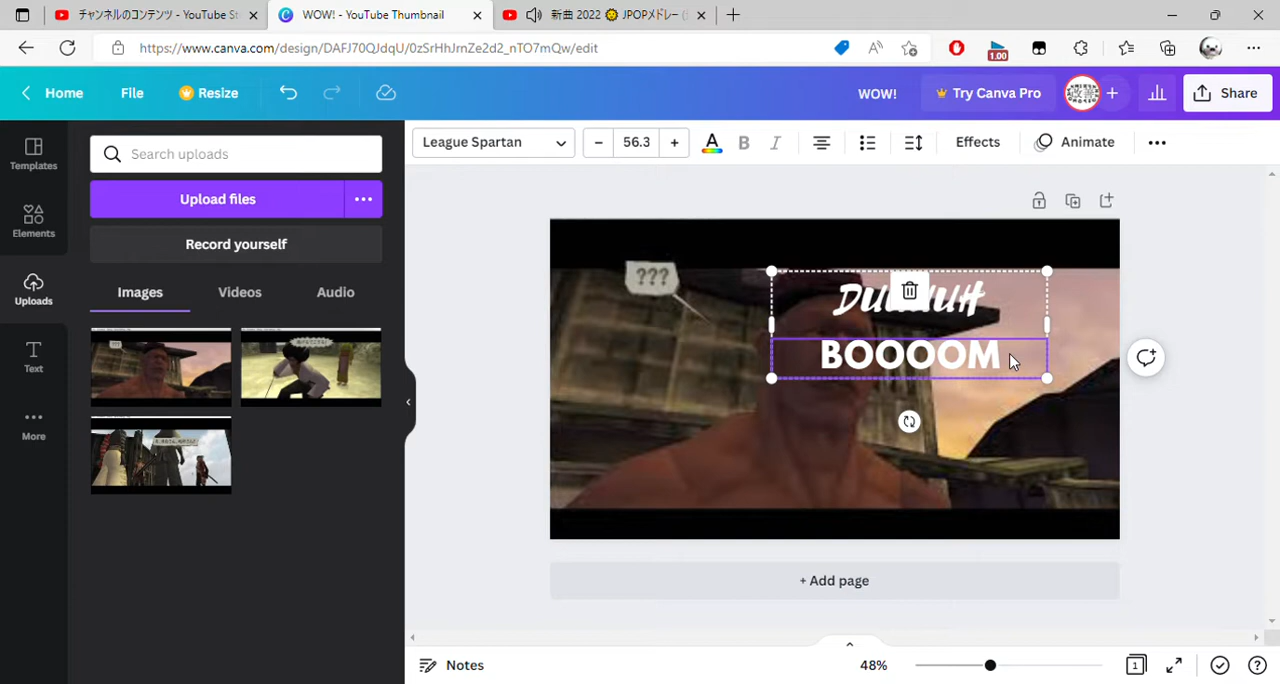 チャンネルのコンテンツ - YouTube St
WOW! - YouTube Thumbnail
新曲 2022 🌞 JPOPメドレー (
https://www.canva.com/design/DAFJ70QJdqU/0zSrHhJrnZe2d2_nTO7mQw/edit
1.00
Home
File
Resize
WOW!
Try Canva Pro
Share
Templates
Elements
Uploads
Text
More
Search uploads
Upload files
Record yourself
Images
Videos
Audio
League Spartan
56.3
A
B
I
Effects
Animate
???
BOOOOM
+ Add page
Notes
48%
1